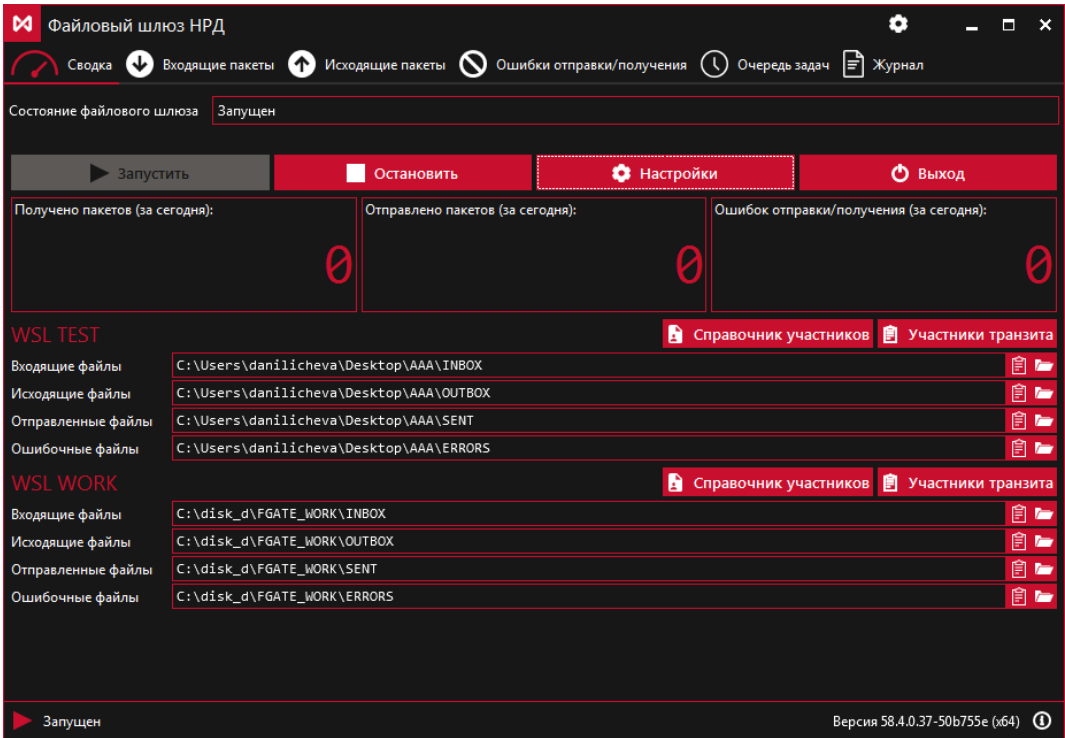 Файловый шлюз НРД
Сводка Входящие пакеты Исходящие пакеты Ошибки отправки/получения Очередь задач Журнал
Состояние файлового шлюза Запущен
Запустить Остановить Настройки Выход
Получено пакетов (за сегодня): Отправлено пакетов (за сегодня): Ошибок отправки/получения (за сегодня):
0 0 0
WSL TEST Справочник участников Участники транзита
Входящие файлы C:\Users\danilicheva\Desktop\AAA\INBOX
Исходящие файлы C:\Users\danilicheva\Desktop\AAA\OUTBOX
Отправленные файлы C:\Users\danilicheva\Desktop\AAA\SENT
Ошибочные файлы C:\Users\danilicheva\Desktop\AAA\ERRORS
WSL WORK Справочник участников Участники транзита
Входящие файлы C:\disk_d\FGATE_WORK\INBOX
Исходящие файлы C:\disk_d\FGATE_WORK\OUTBOX
Отправленные файлы C:\disk_d\FGATE_WORK\SENT
Ошибочные файлы C:\disk_d\FGATE_WORK\ERRORS
Запущен Версия 58.4.0.37-50b755e (x64)